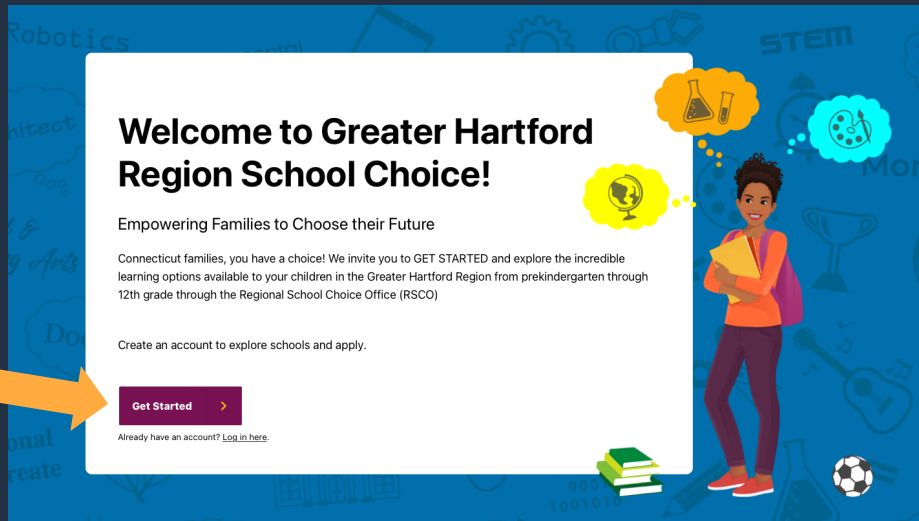 Robotics
STEM
Welcome to Greater Hartford
Region School Choice!
Empowering Families to Choose their Future
Connecticut families, you have a choice! We invite you to GET STARTED and explore the incredible
learning options available to your children in the Greater Hartford Region from prekindergarten through
12th grade through the Regional School Choice Office (RSCO)
Create an account to explore schools and apply.
Get Started
Already have an account? Log in here.
1001010